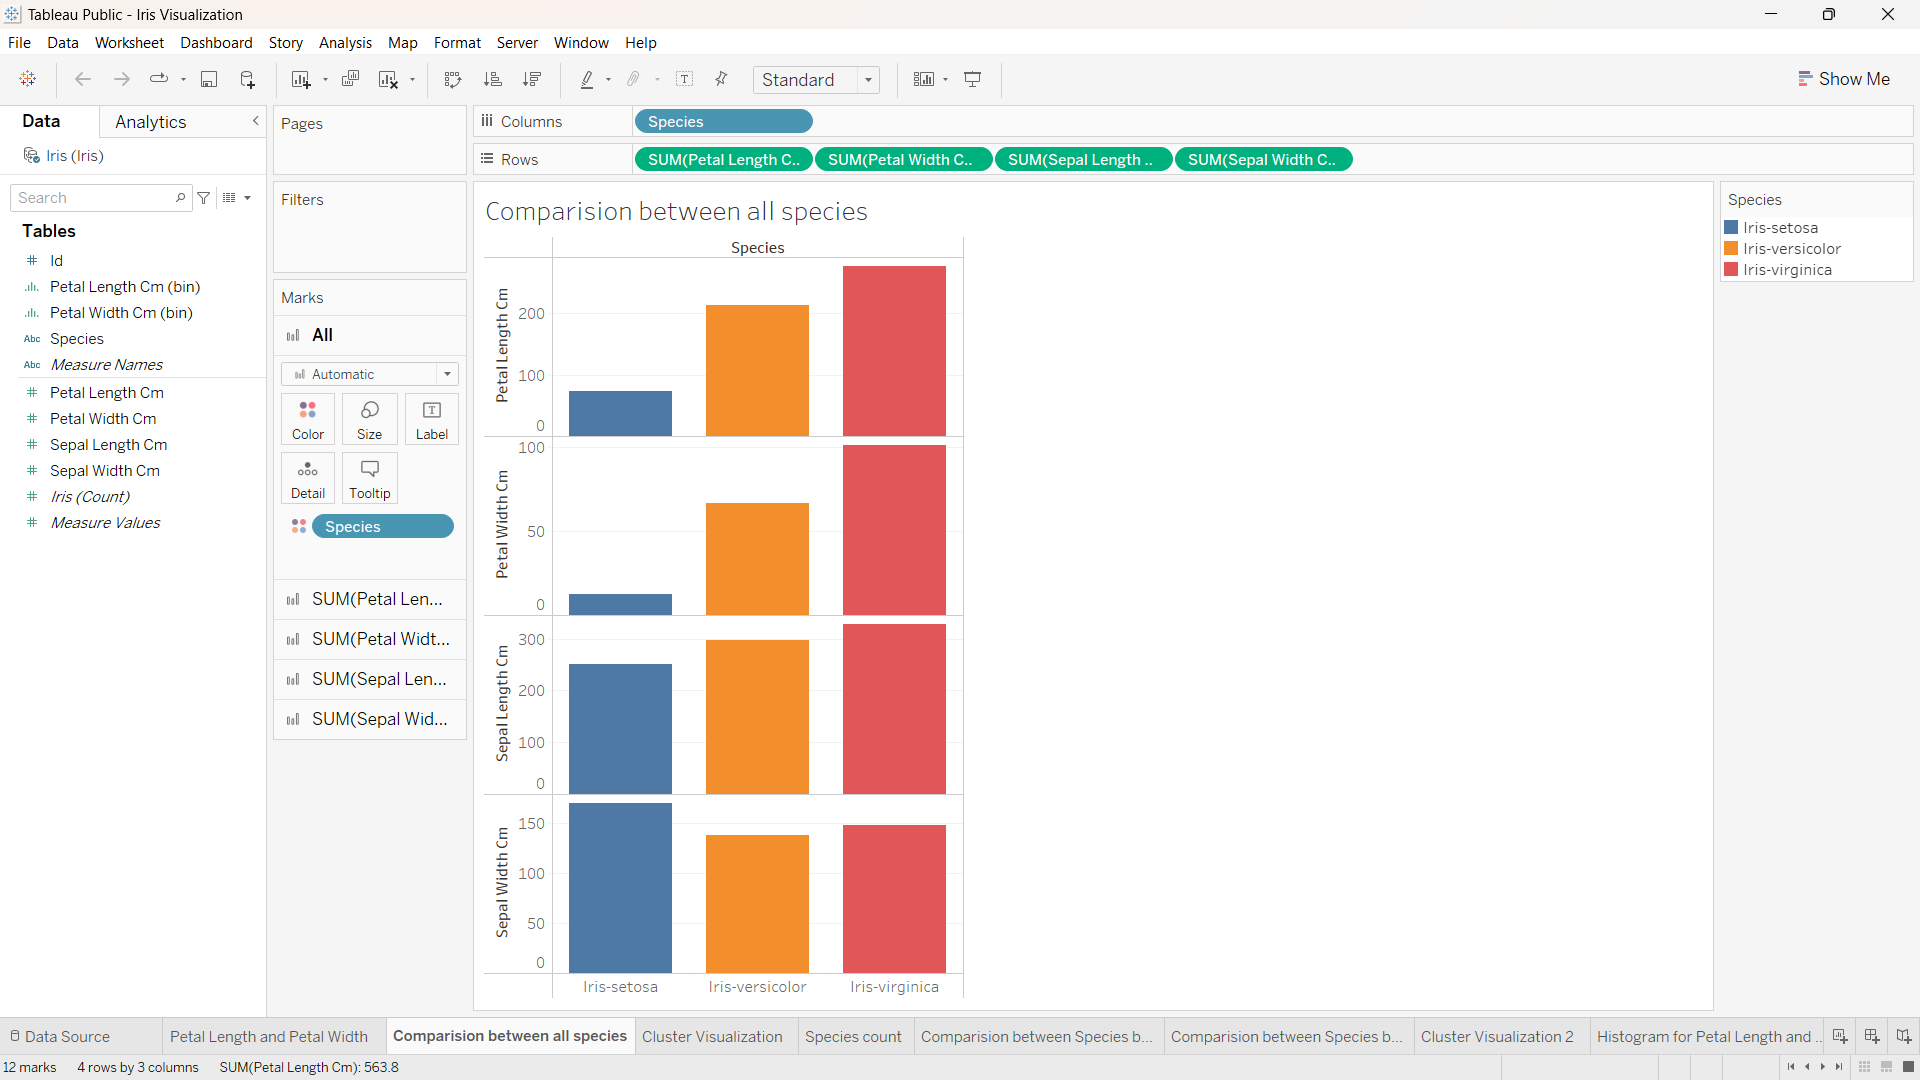 Tableau Public - Iris Visualization
File Data Worksheet Dashboard Story Analysis Map Format Server Window Help
Standard
Show Me
Data
Analytics
Iris (Iris)
Search
Tables
Id
Petal Length Cm (bin)
Petal Width Cm (bin)
Abc Species
Abc Measure Names
Petal Length Cm
Petal Width Cm
Sepal Length Cm
Sepal Width Cm
Iris (Count)
Measure Values
Pages
Filters
Marks
All
Automatic
Color
Size
T
Label
Detail
Tooltip
Species
SUM(Petal Len...
SUM(Petal Widt...
SUM(Sepal Len...
SUM(Sepal Wid...
Columns
Species
Rows
SUM(Petal Length C..
SUM(Petal Width C..
SUM(Sepal Length ..
SUM(Sepal Width C..
Comparision between all species
Species
Petal Length Cm
200
100
0
Petal Width Cm
100
50
0
Sepal Length Cm
300
200
100
0
Sepal Width Cm
150
100
50
0
Iris-setosa
Iris-versicolor
Iris-virginica
Species
Iris-setosa
Iris-versicolor
Iris-virginica
Data Source
Petal Length and Petal Width
Comparision between all species
Cluster Visualization
Species count
Comparision between Species b...
Comparision between Species b...
Cluster Visualization 2
Histogram for Petal Length and ..
12 marks
4 rows by 3 columns
SUM(Petal Length Cm): 563.8